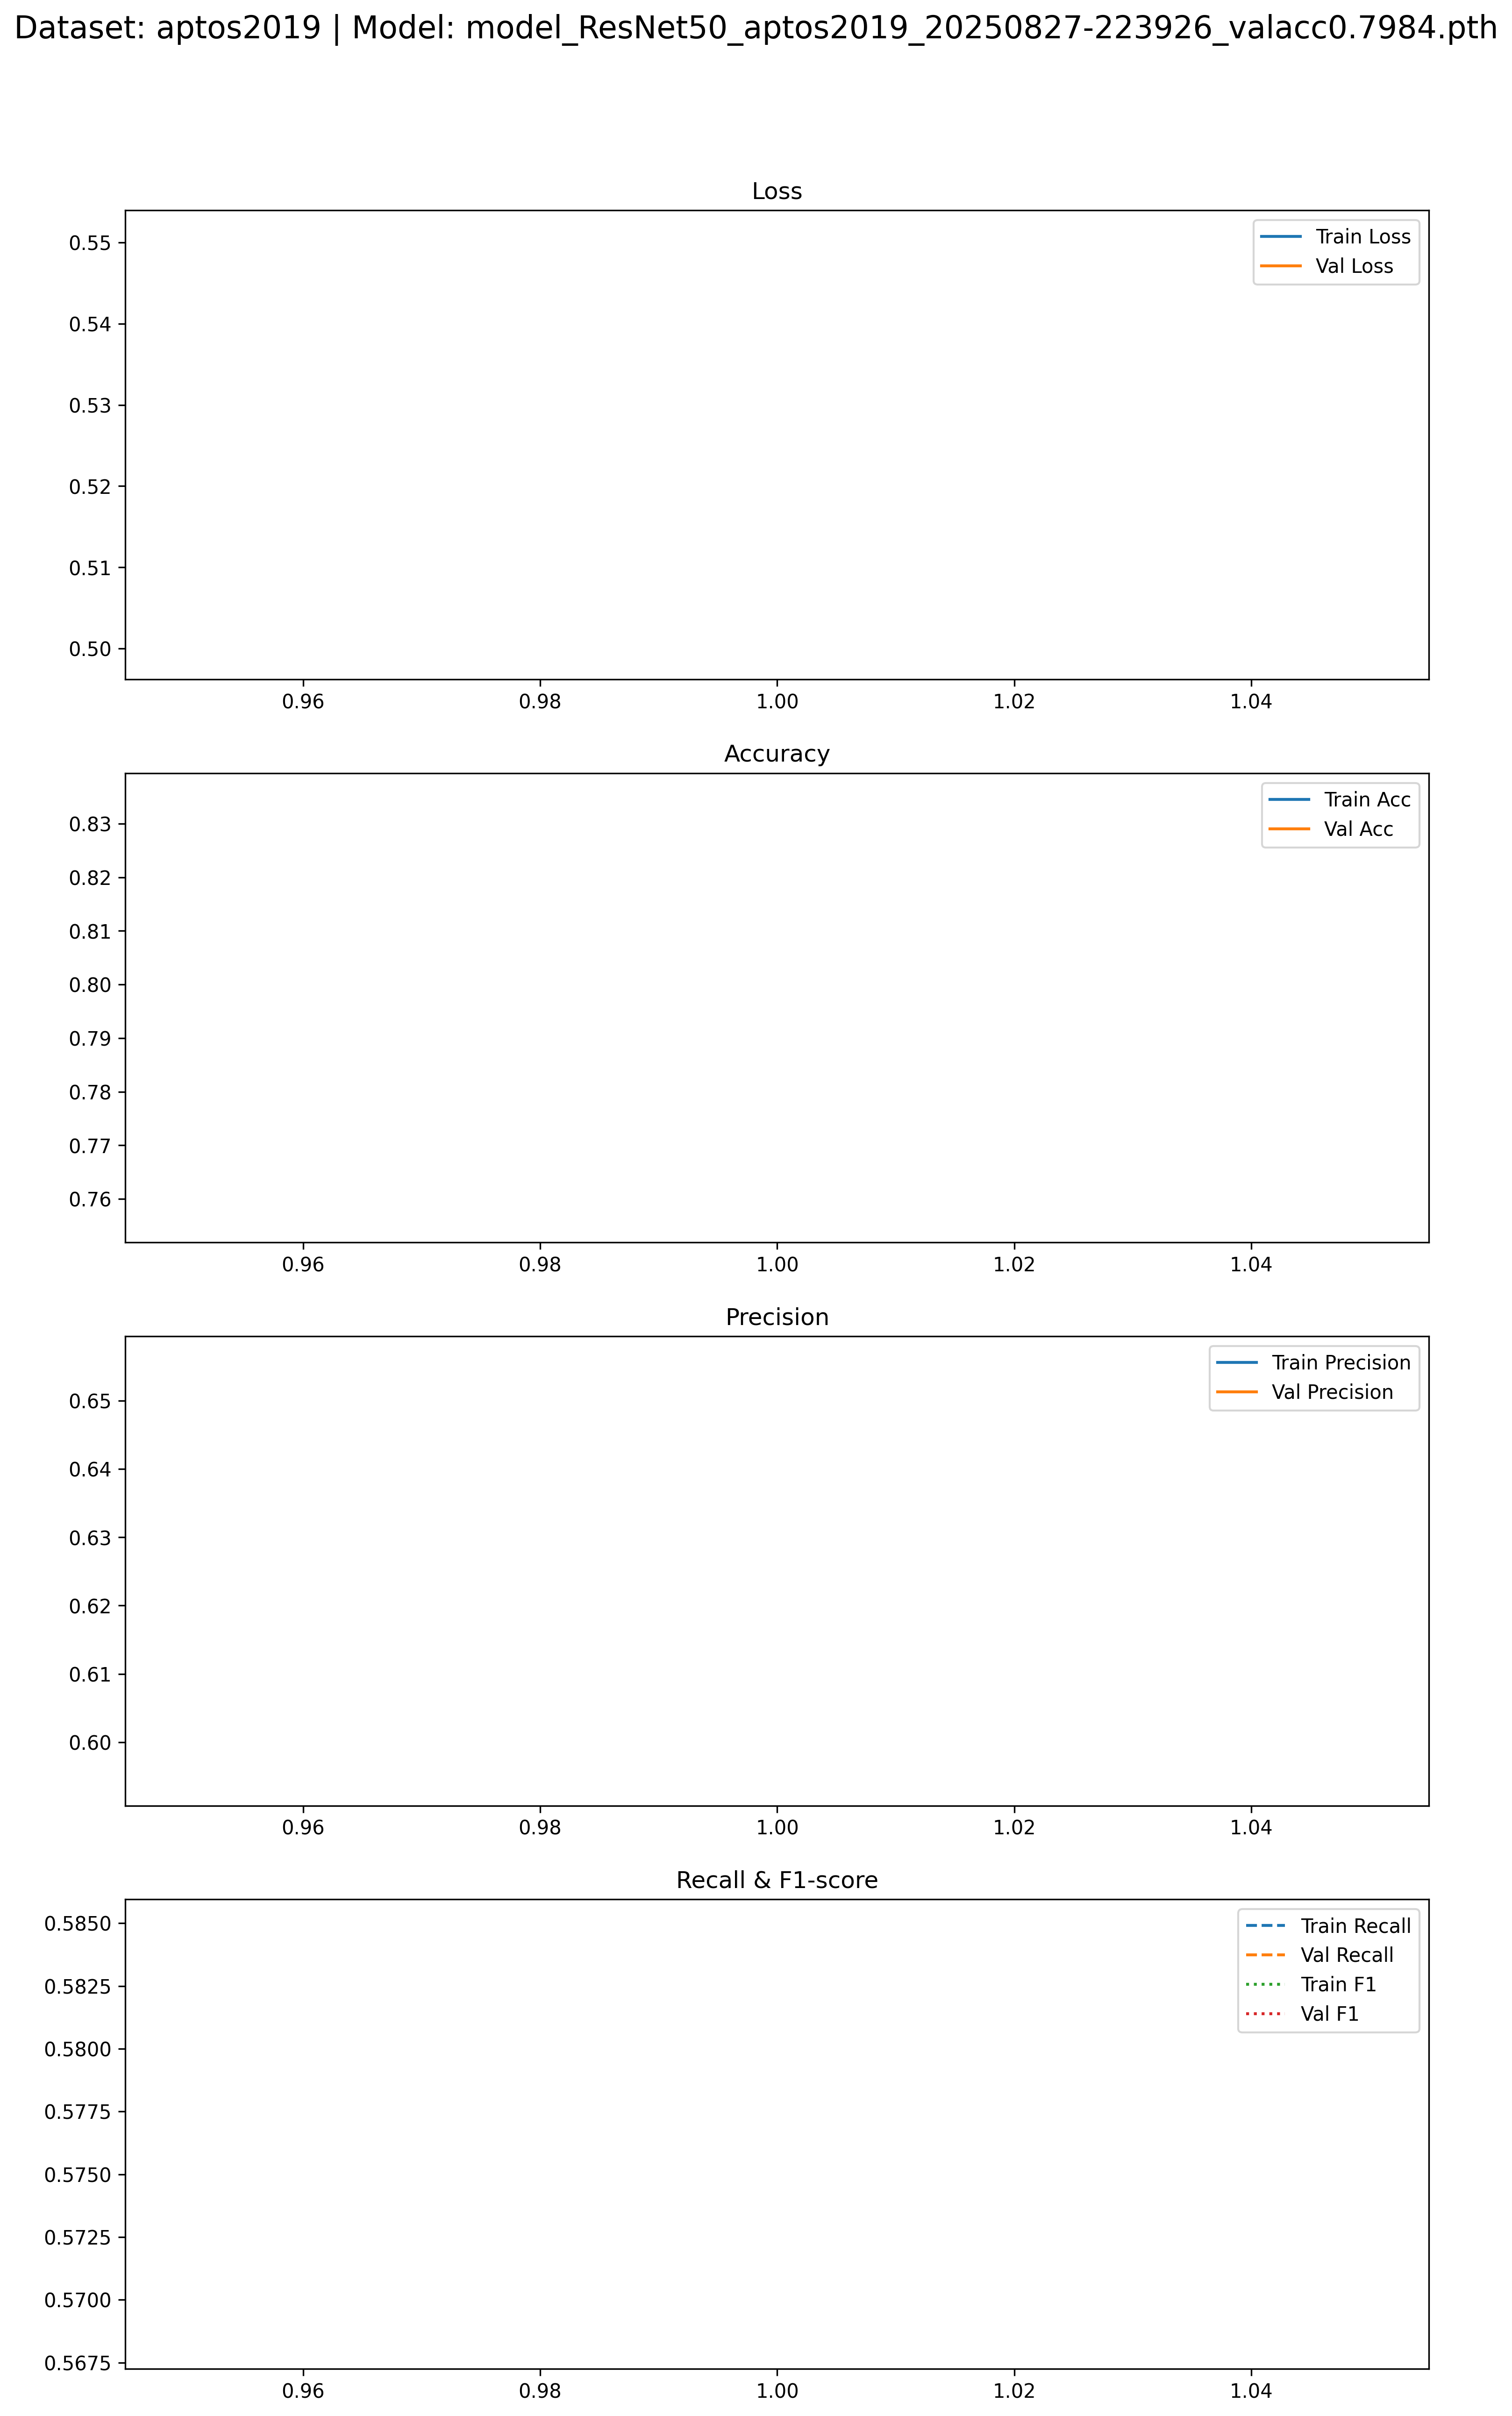 Dataset: aptos2019 | Model: model_ResNet50_aptos2019_20250827-223926_valacc0.7984.pth
Loss
Train Loss
Val Loss
0.55
0.54
0.53
0.52
0.51
0.50
0.96 0.98 1.00 1.02 1.04
Accuracy
Train Acc
Val Acc
0.83
0.82
0.81
0.80
0.79
0.78
0.77
0.76
0.96 0.98 1.00 1.02 1.04
Precision
Train Precision
Val Precision
0.65
0.64
0.63
0.62
0.61
0.60
0.96 0.98 1.00 1.02 1.04
Recall & F1-score
Train Recall
Val Recall
Train F1
Val F1
0.5850
0.5825
0.5800
0.5775
0.5750
0.5725
0.5700
0.5675
0.96 0.98 1.00 1.02 1.04